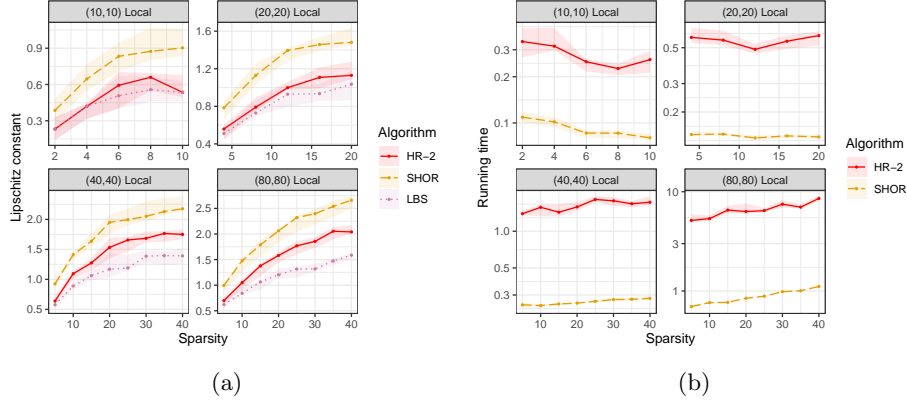 (10,10) Local
(20,20) Local
0.9
0.6
0.3
1.6
1.2
0.8
0.4
2 4 6 8 10
5 10 15 20
(40,40) Local
(80,80) Local
2.0
1.5
1.0
0.5
2.5
2.0
1.5
1.0
0.5
10 20 30 40
10 20 30 40
Lipschitz constant
Sparsity
Algorithm
HR−2
SHOR
LBS
(a)
(10,10) Local
(20,20) Local
0.3
0.2
0.1
0.5
0.2
2 4 6 8 10
5 10 15 20
(40,40) Local
(80,80) Local
1.0
0.5
0.3
10
3
1
10 20 30 40
10 20 30 40
Running time
Sparsity
Algorithm
HR−2
SHOR
(b)